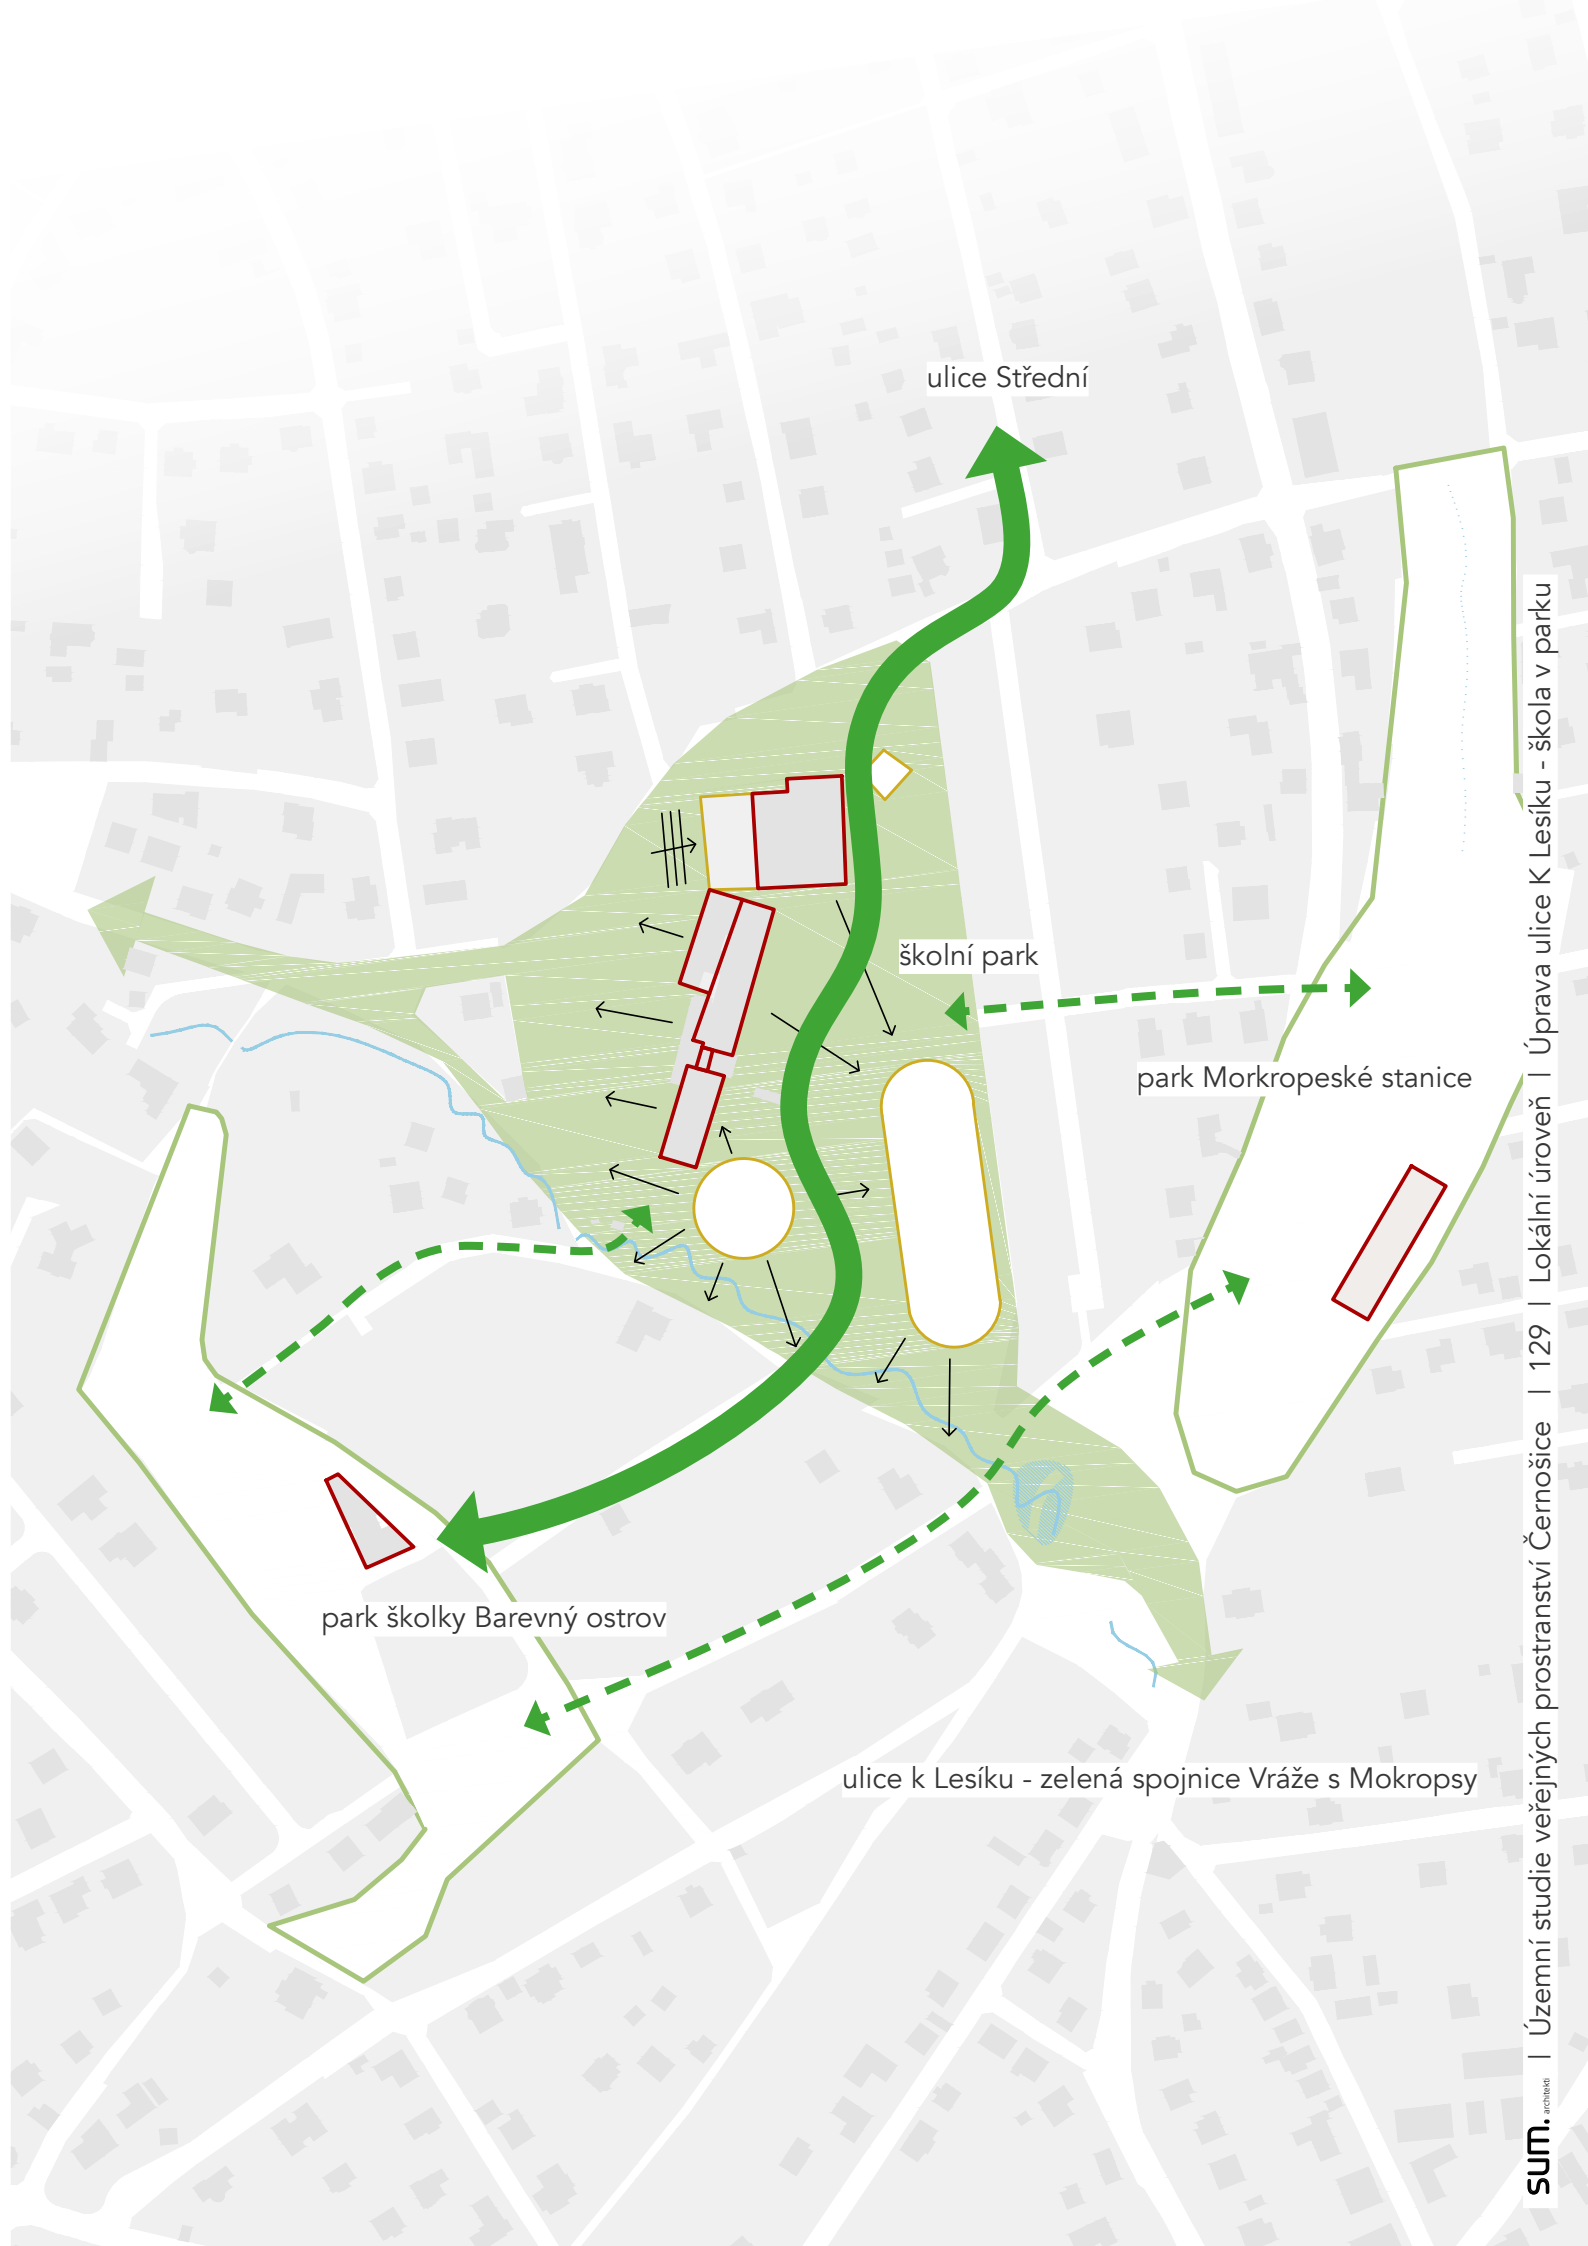 ulice Střední
školní park
park Morkropeské stanice
park školky Barevný ostrov
ulice k Lesíku - zelená spojnice Vráže s Mokropsy
sum. architekti | Územní studie veřejných prostranství Černošice | 129 | Lokální úroveň | Úprava ulice K Lesíku - škola v parku